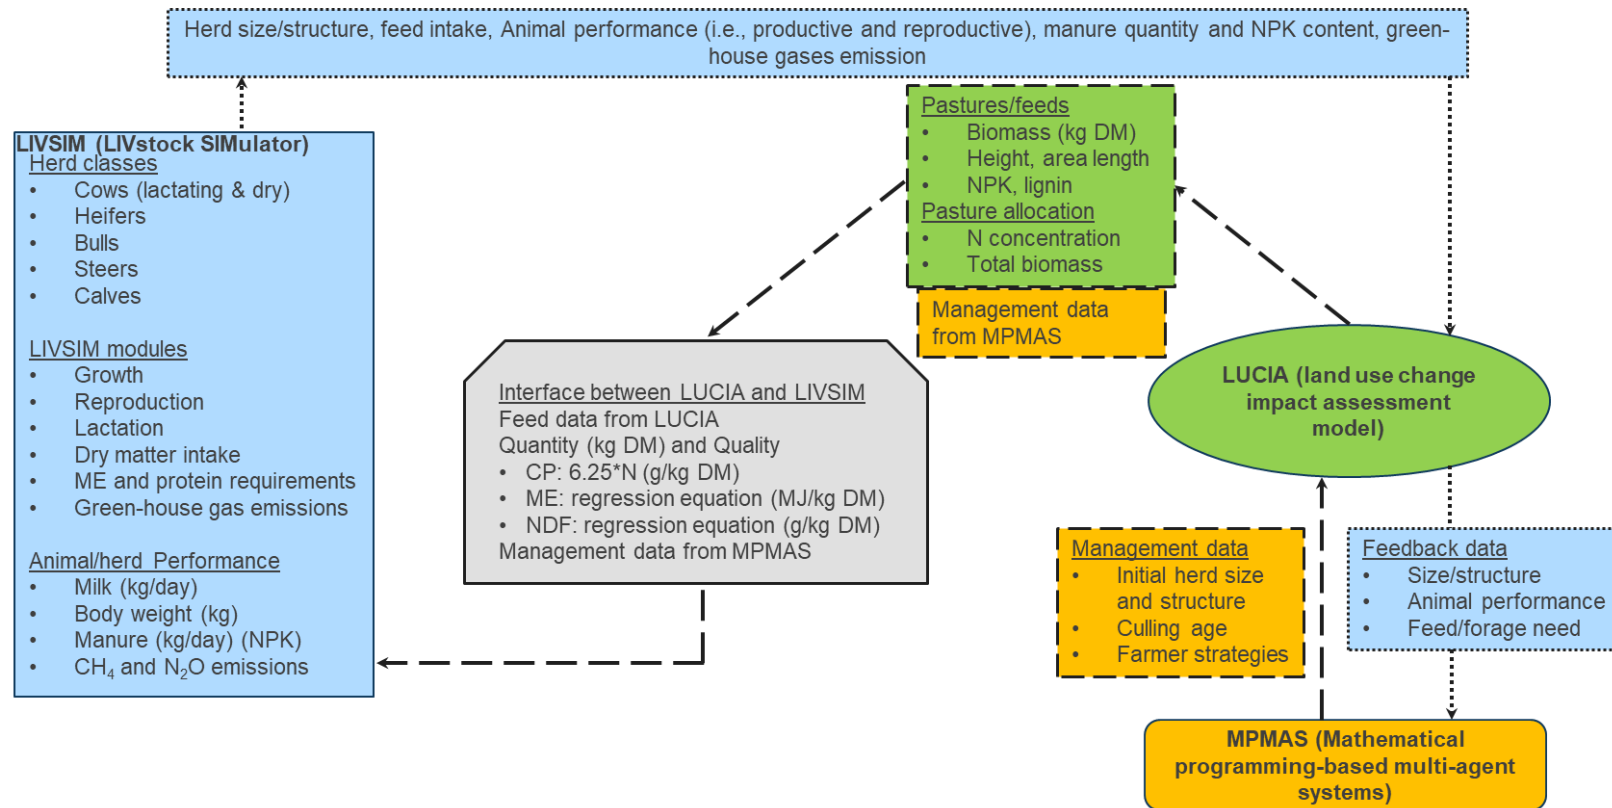 Herd size/structure, feed intake, Animal performance (i.e., productive and reproductive), manure quantity and NPK content, green-
house gases emission
LIVSIM (LIVstock SIMulator)
Herd classes
• Cows (lactating & dry)
• Heifers
• Bulls
• Steers
• Calves
LIVSIM modules
• Growth
• Reproduction
• Lactation
• Dry matter intake
• ME and protein requirements
• Green-house gas emissions
Animal/herd Performance
• Milk (kg/day)
• Body weight (kg)
• Manure (kg/day) (NPK)
• CH₄ and N₂O emissions
Interface between LUCIA and LIVSIM
Feed data from LUCIA
Quantity (kg DM) and Quality
• CP: 6.25*N (g/kg DM)
• ME: regression equation (MJ/kg DM)
• NDF: regression equation (g/kg DM)
Management data from MPMAS
Pastures/feeds
• Biomass (kg DM)
• Height, area length
• NPK, lignin
Pasture allocation
• N concentration
• Total biomass
Management data
from MPMAS
LUCIA (land use change
impact assessment
model)
Management data
• Initial herd size
and structure
• Culling age
• Farmer strategies
Feedback data
• Size/structure
• Animal performance
• Feed/forage need
MPMAS (Mathematical
programming-based multi-agent
systems)